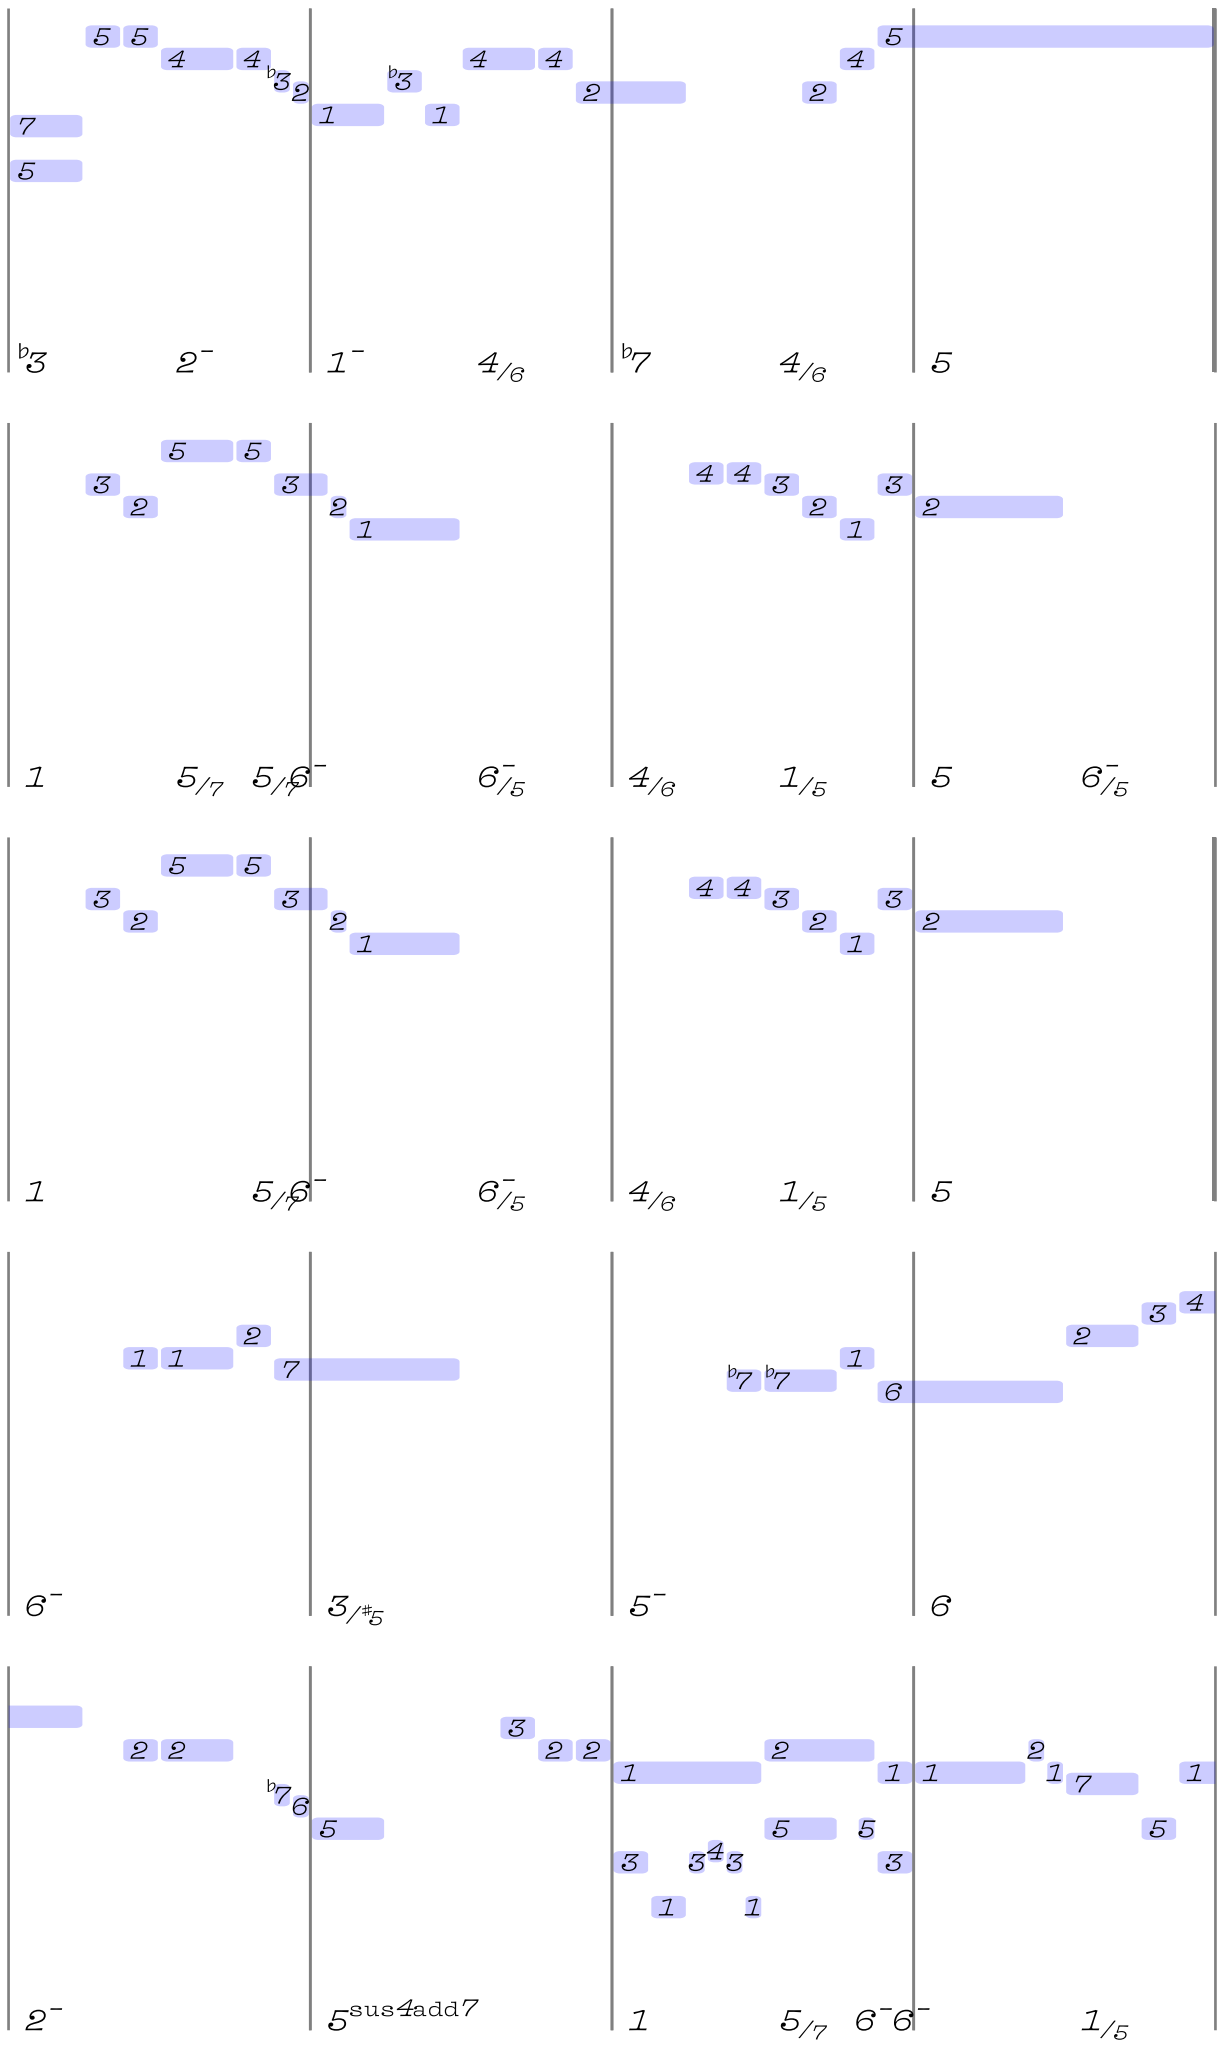 5 5 4 4 ♭3 2 1 ♭3 1 4 4 2 2 4 5
7
5
♭3 2⁻ 1⁻ 4/6 ♭7 4/6 5
3 2 5 5 3 2 1 4 4 3 2 1 3 2
1 5/7 5/7 6⁻ 6⁻/5 4/6 1/5 5 6⁻/5
3 2 5 5 3 2 1 4 4 3 2 1 3 2
1 5/7 6⁻ 6⁻/5 4/6 1/5 5
1 1 2 7 ♭7 ♭7 1 6 2 3 4
6⁻ 3/♯5 5⁻ 6
2 2 ♭7 6 5 3 2 2 1 2 1 1 2 1 7 5 1
3 1 3 4 3 1 5 5 3
2⁻ 5sus4add7 1 5/7 6⁻ 6⁻ 1/5